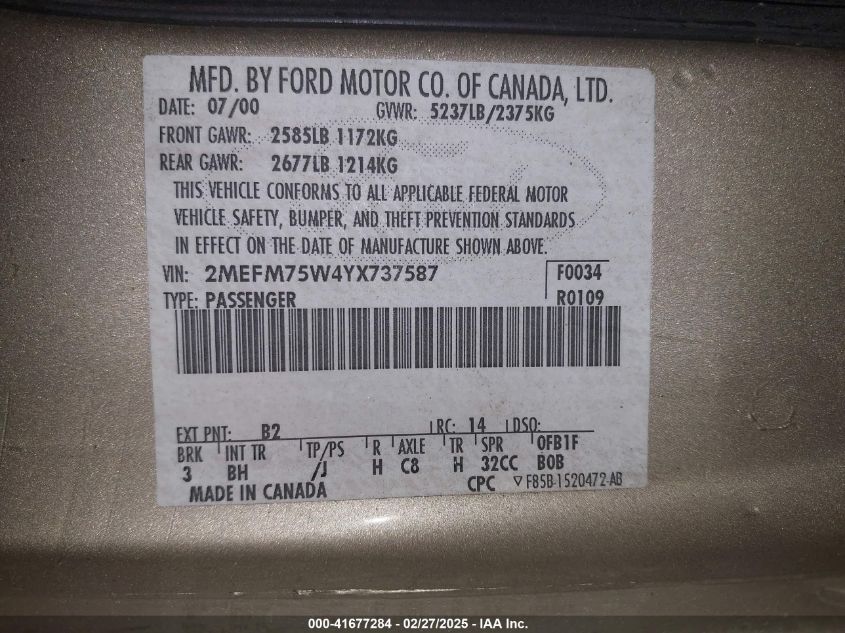 MFD. BY FORD MOTOR CO. OF CANADA, LTD.
DATE: 07/00 GVWR: 5237LB/2375KG
FRONT GAWR: 2585LB 1172KG
REAR GAWR: 2677LB 1214KG
THIS VEHICLE CONFORMS TO ALL APPLICABLE FEDERAL MOTOR
VEHICLE SAFETY, BUMPER, AND THEFT PREVENTION STANDARDS
IN EFFECT ON THE DATE OF MANUFACTURE SHOWN ABOVE.
VIN: 2MEFM75W4YX737587 F0034
TYPE: PASSENGER R0109
EXT PNT: B2 RC: 14 DSO:
BRK INT TR TP/PS R AXLE TR SPR OFB1F
3 BH /J H C8 H 32CC BOB
MADE IN CANADA CPC ▽ F85B-1520472-AB
000-41677284 - 02/27/2025 - IAA Inc.